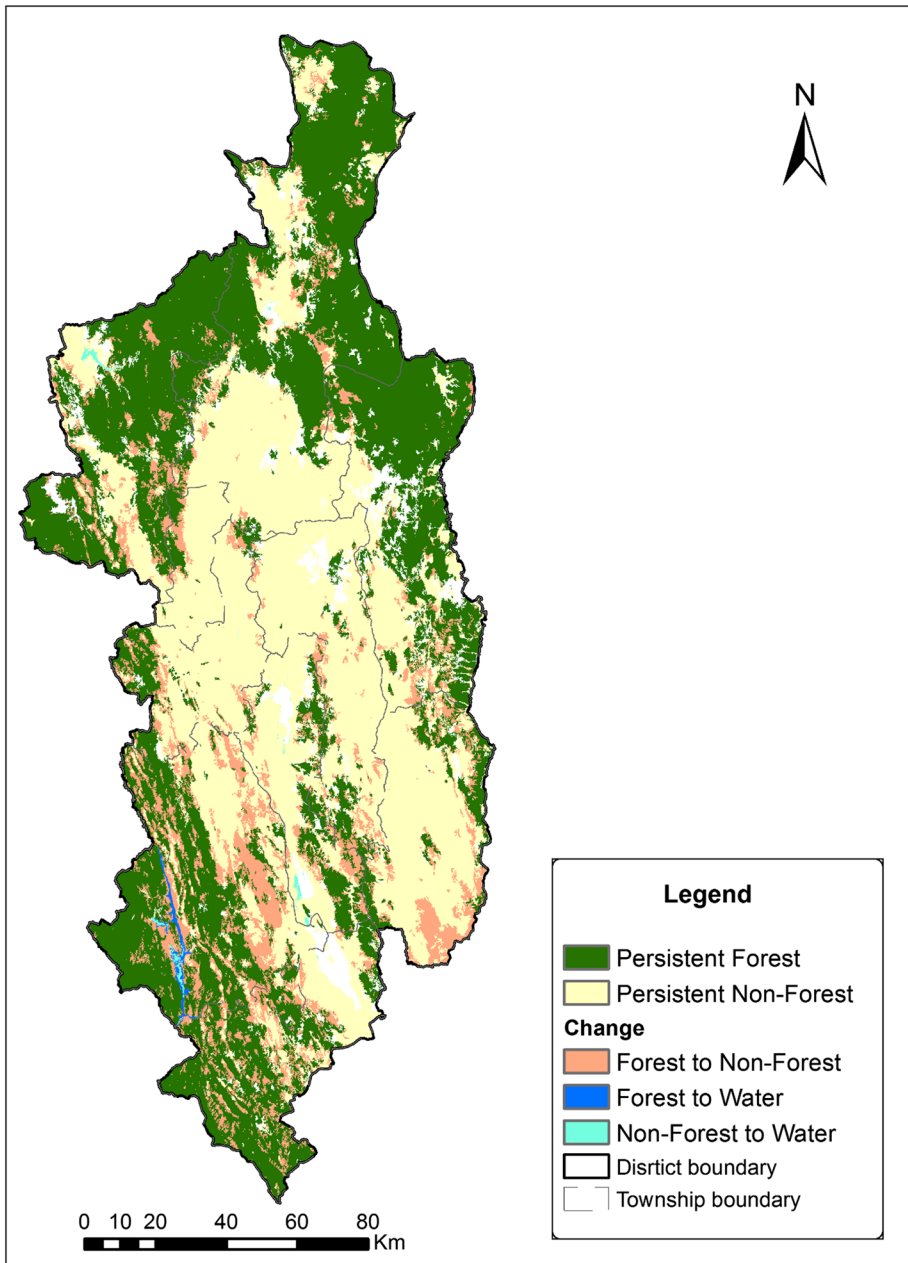 N
Legend
Persistent Forest
Persistent Non-Forest
Change
Forest to Non-Forest
Forest to Water
Non-Forest to Water
Disrtict boundary
Township boundary
0 10 20 40 60 80
Km